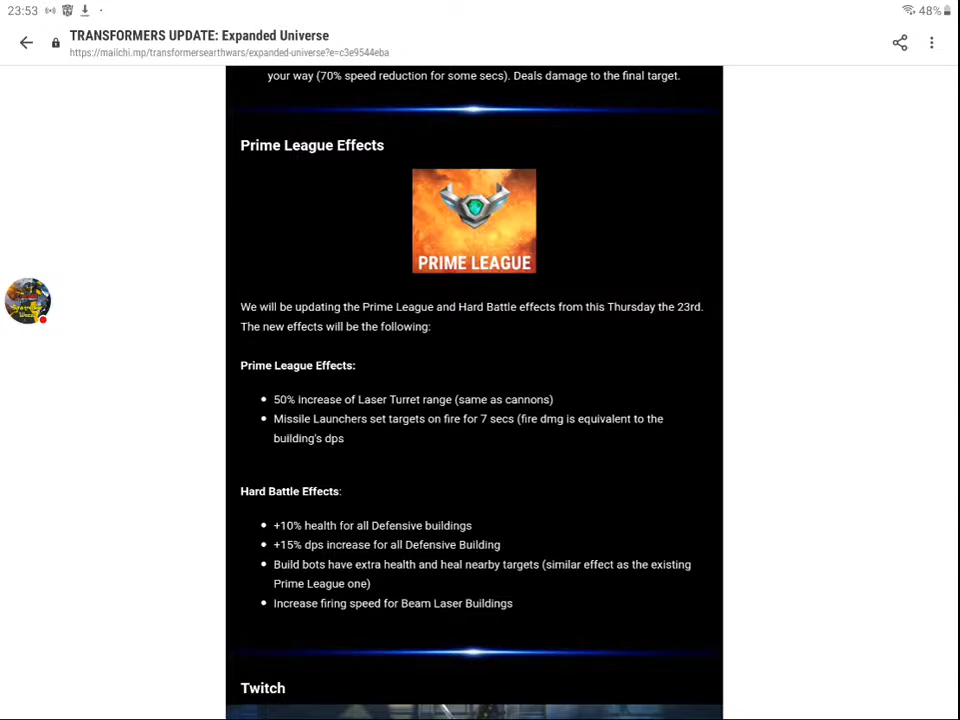 23:53
48%
TRANSFORMERS UPDATE: Expanded Universe
https://mailchi.mp/transformersearthwars/expanded-universe?e=c3e9544eba
your way (70% speed reduction for some secs). Deals damage to the final target.
Prime League Effects
PRIME LEAGUE
We will be updating the Prime League and Hard Battle effects from this Thursday the 23rd.
The new effects will be the following:
Prime League Effects:
• 50% increase of Laser Turret range (same as cannons)
• Missile Launchers set targets on fire for 7 secs (fire dmg is equivalent to the
building's dps
Hard Battle Effects:
• +10% health for all Defensive buildings
• +15% dps increase for all Defensive Building
• Build bots have extra health and heal nearby targets (similar effect as the existing
Prime League one)
• Increase firing speed for Beam Laser Buildings
Twitch